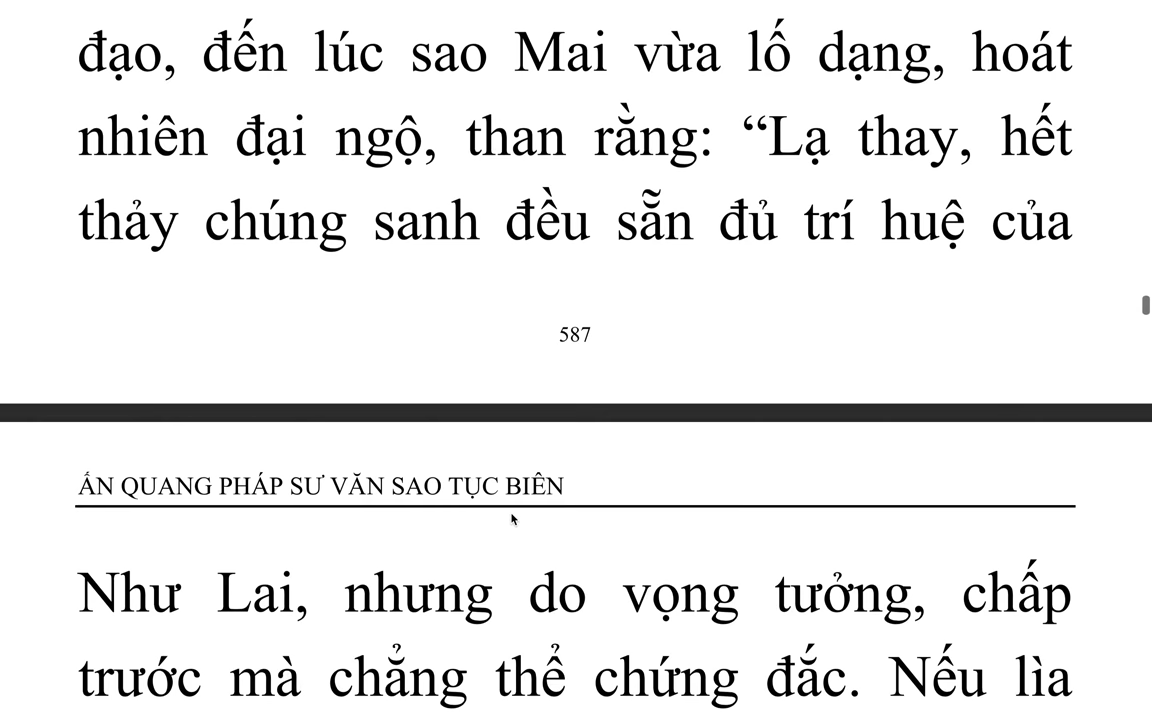 đạo, đến lúc sao Mai vừa lố dạng, hoát
nhiên đại ngộ, than rằng: “Lạ thay, hết
thảy chúng sanh đều sẵn đủ trí huệ của
587
ẤN QUANG PHÁP SƯ VĂN SAO TỤC BIÊN
Như Lai, nhưng do vọng tưởng, chấp
trước mà chẳng thể chứng đắc. Nếu lìa